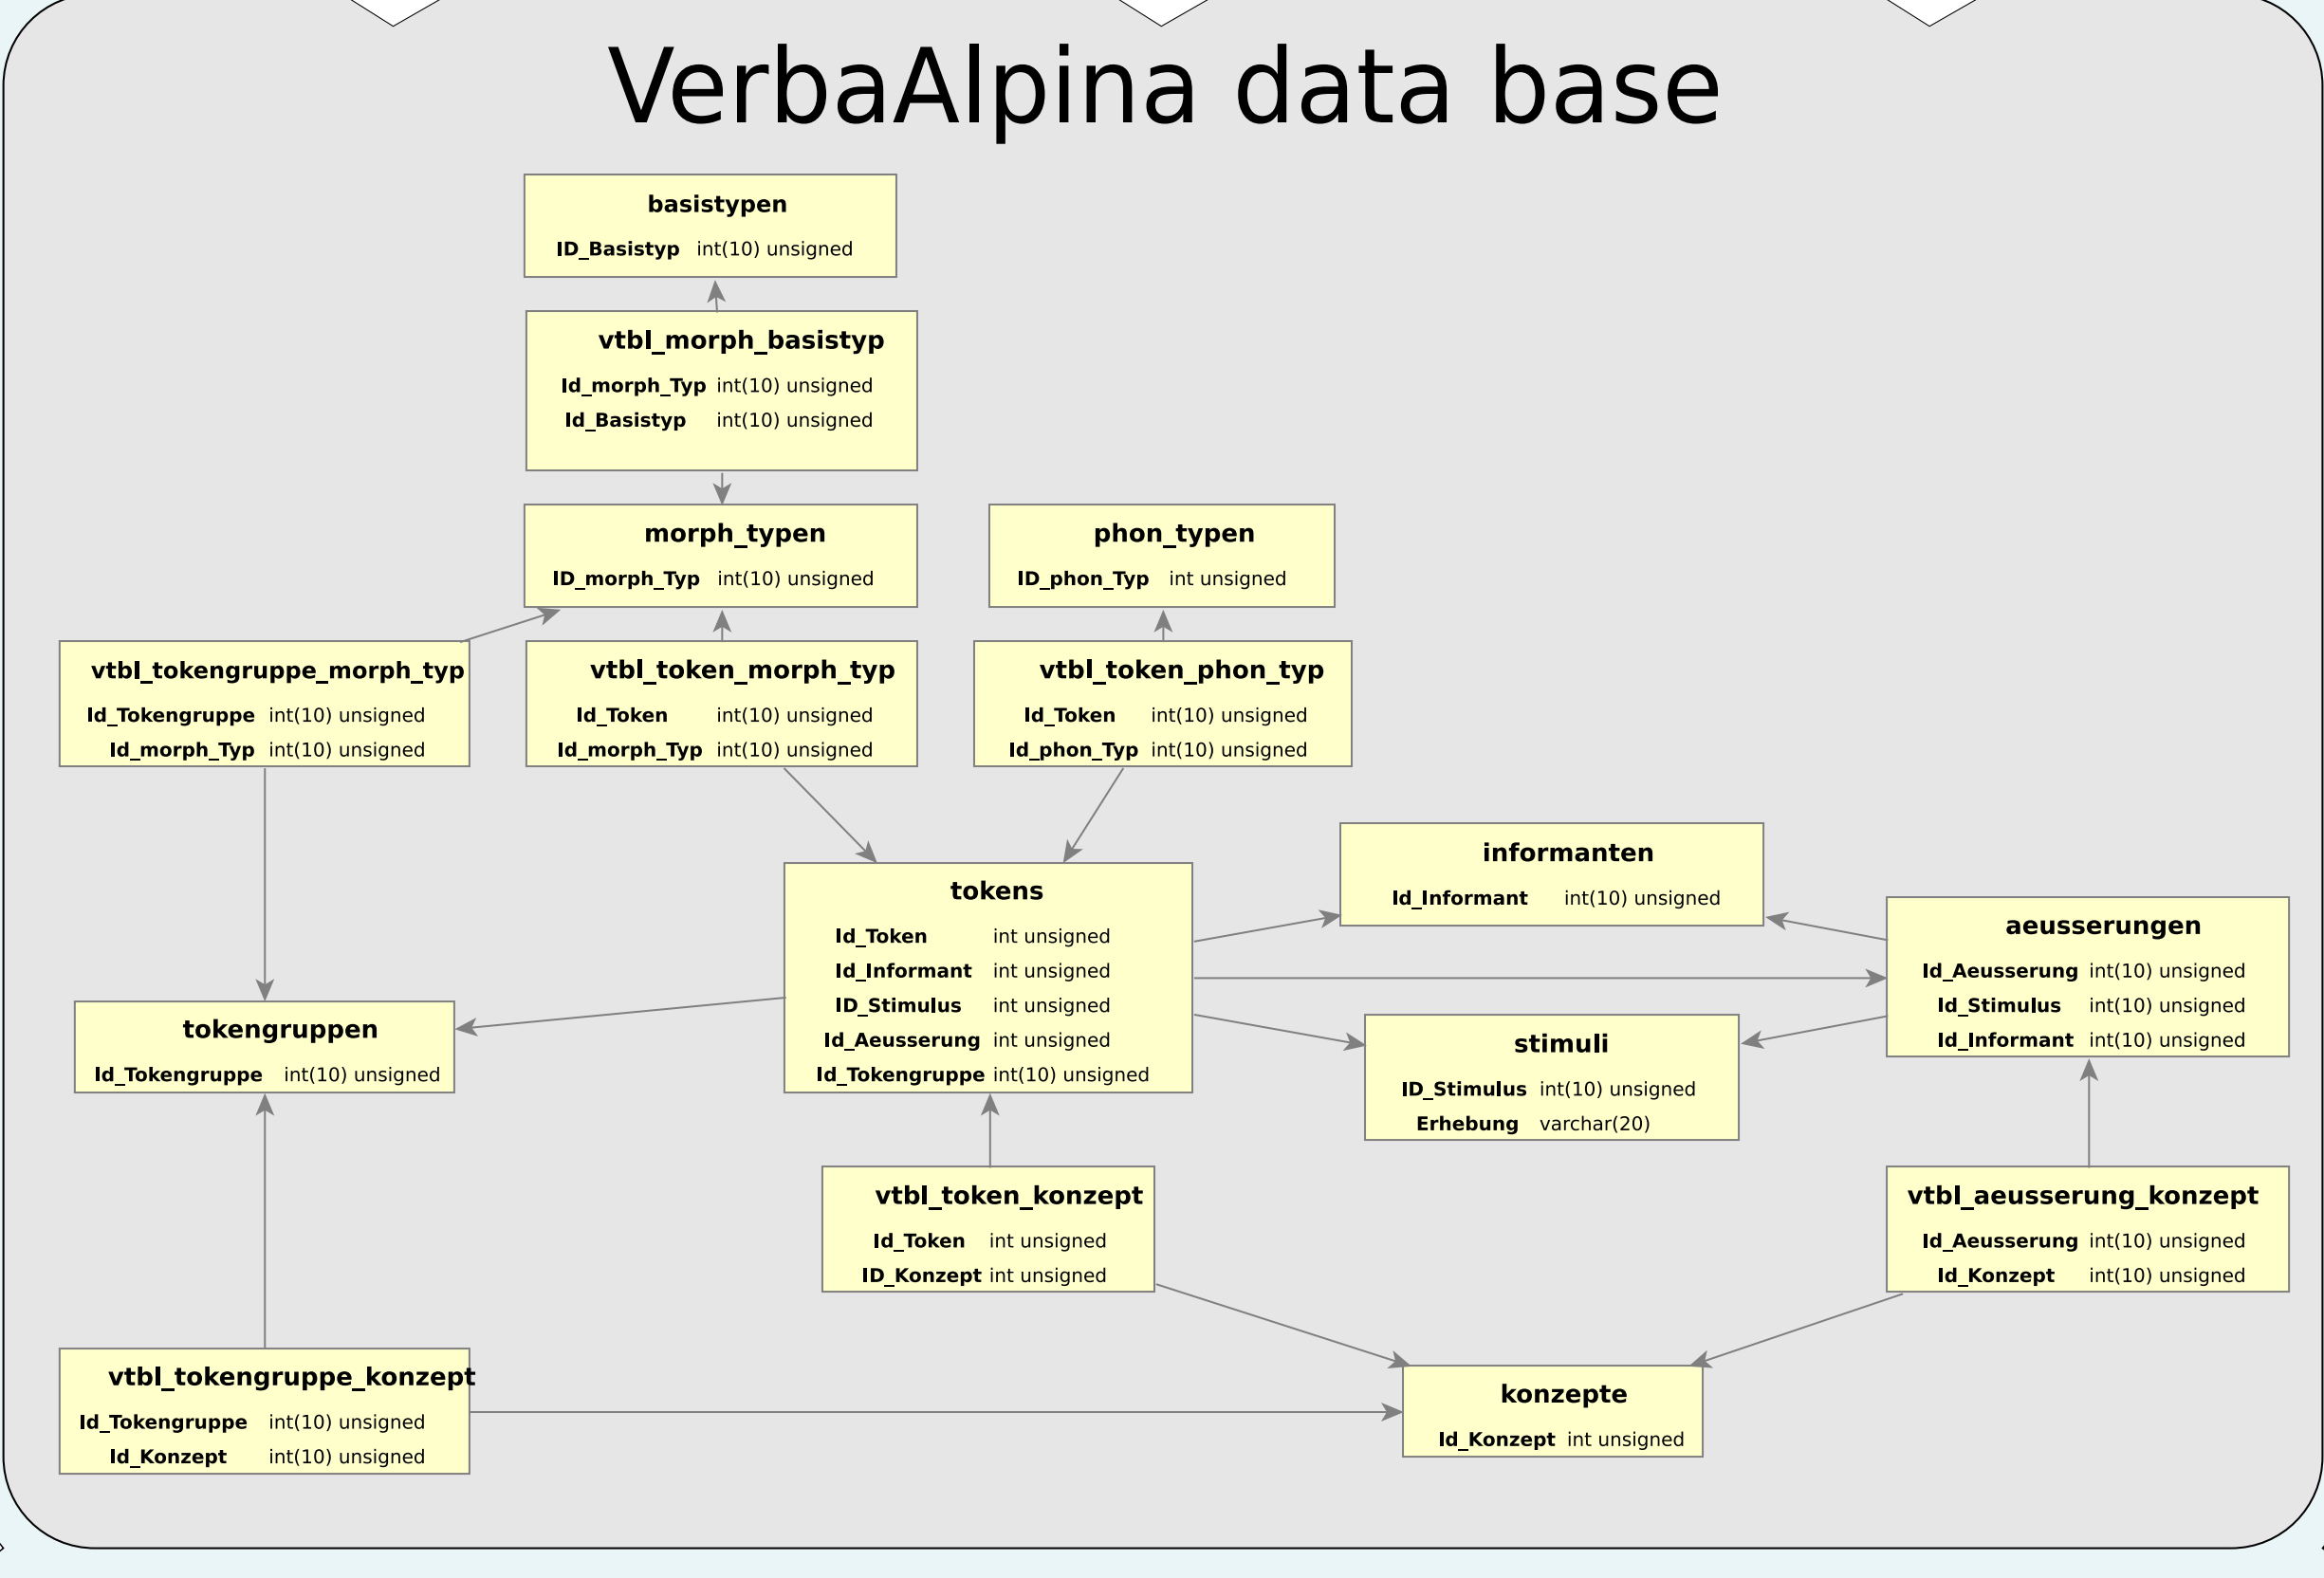 VerbaAlpina data base
basistypen
ID_Basistyp int(10) unsigned
vtbl_morph_basistyp
Id_morph_Typ int(10) unsigned
Id_Basistyp int(10) unsigned
morph_typen
ID_morph_Typ int(10) unsigned
phon_typen
ID_phon_Typ int unsigned
vtbl_tokengruppe_morph_typ
Id_Tokengruppe int(10) unsigned
Id_morph_Typ int(10) unsigned
vtbl_token_morph_typ
Id_Token int(10) unsigned
Id_morph_Typ int(10) unsigned
vtbl_token_phon_typ
Id_Token int(10) unsigned
Id_phon_Typ int(10) unsigned
informanten
Id_Informant int(10) unsigned
tokens
Id_Token int unsigned
Id_Informant int unsigned
ID_Stimulus int unsigned
Id_Aeusserung int unsigned
Id_Tokengruppe int(10) unsigned
aeusserungen
Id_Aeusserung int(10) unsigned
Id_Stimulus int(10) unsigned
Id_Informant int(10) unsigned
tokengruppen
Id_Tokengruppe int(10) unsigned
stimuli
ID_Stimulus int(10) unsigned
Erhebung varchar(20)
vtbl_token_konzept
Id_Token int unsigned
ID_Konzept int unsigned
vtbl_aeusserung_konzept
Id_Aeusserung int(10) unsigned
Id_Konzept int(10) unsigned
vtbl_tokengruppe_konzept
Id_Tokengruppe int(10) unsigned
Id_Konzept int(10) unsigned
konzepte
Id_Konzept int unsigned